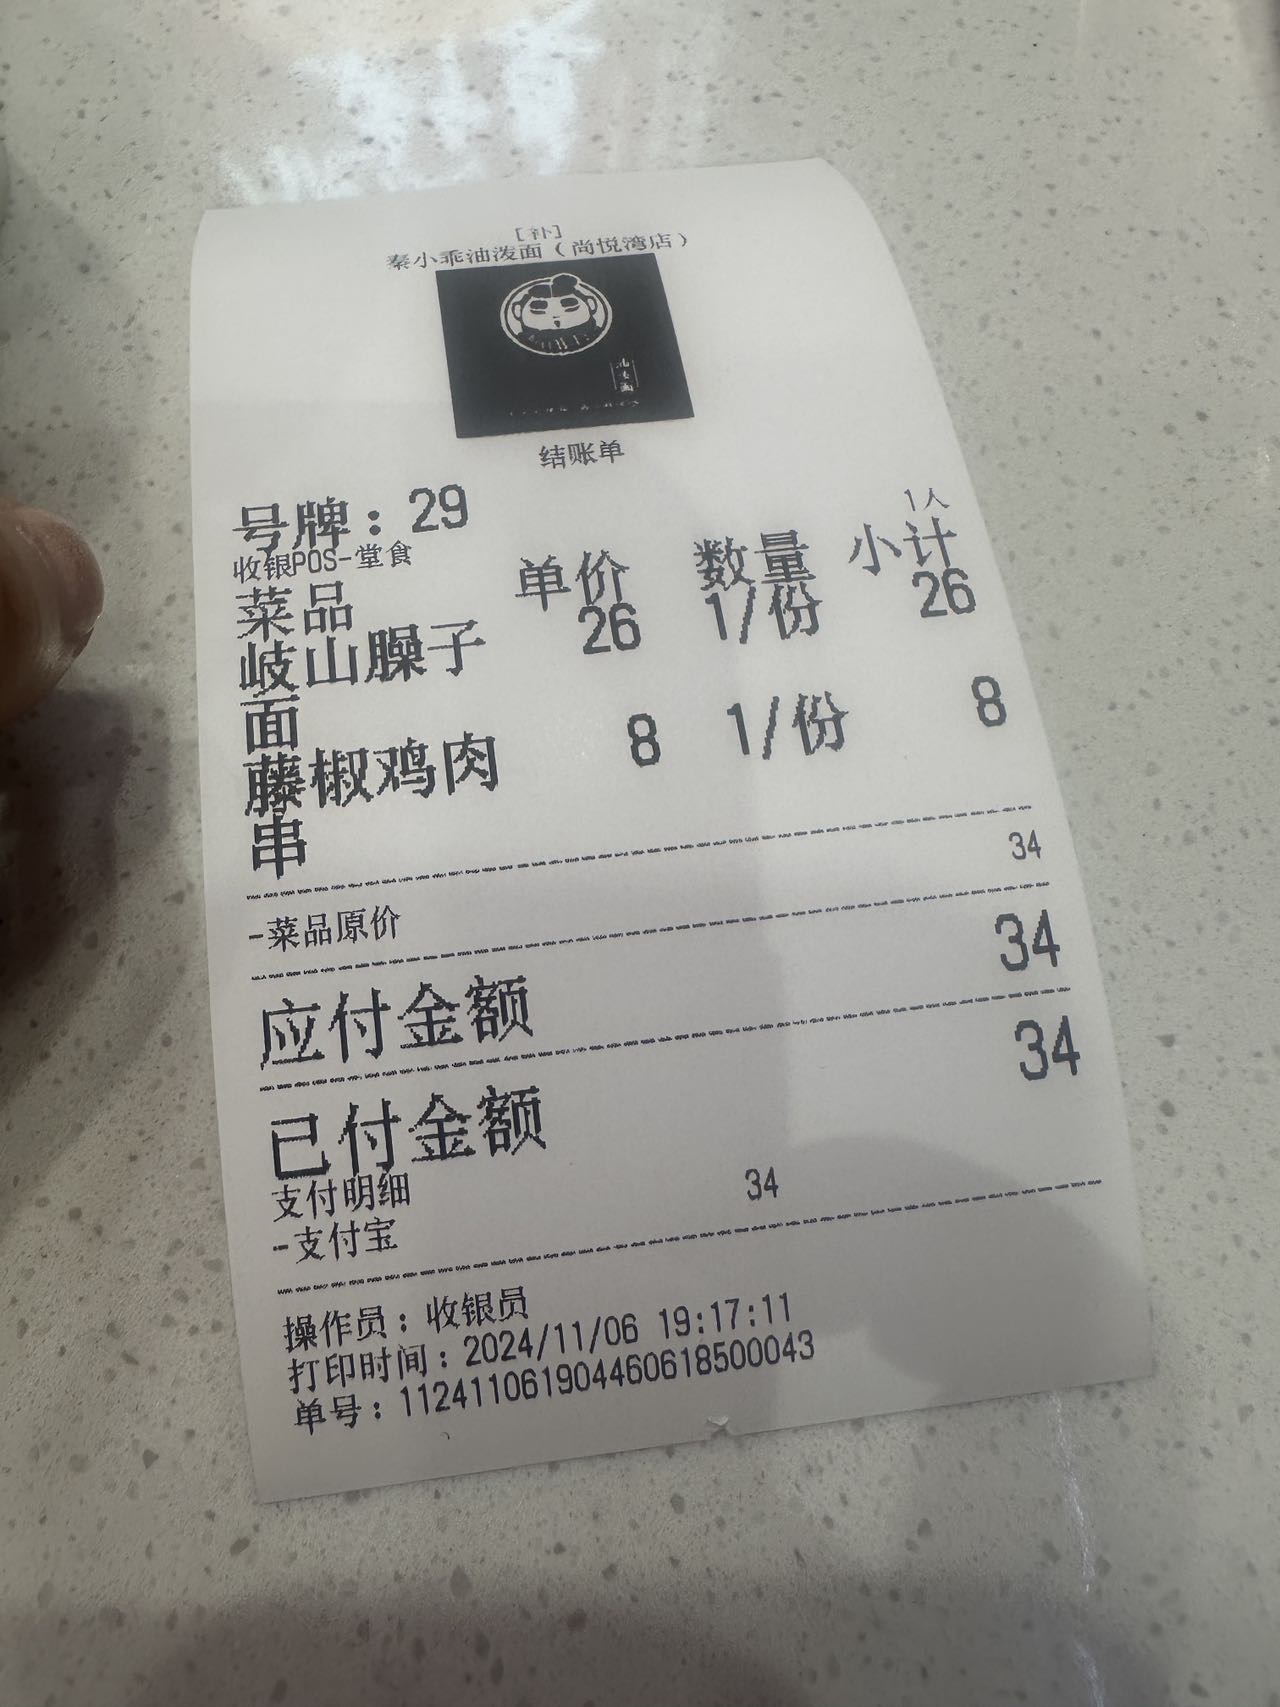 [补]
秦小乖油泼面（尚悦湾店）
结账单
号牌：29
1人
收银POS-堂食
菜品 单价 数量 小计
岐山臊子面 26 1/份 26
藤椒鸡肉串 8 1/份 8
-菜品原价 34
应付金额 34
已付金额 34
支付明细
-支付宝 34
操作员：收银员
打印时间：2024/11/06 19:17:11
单号：112411061904460618500043